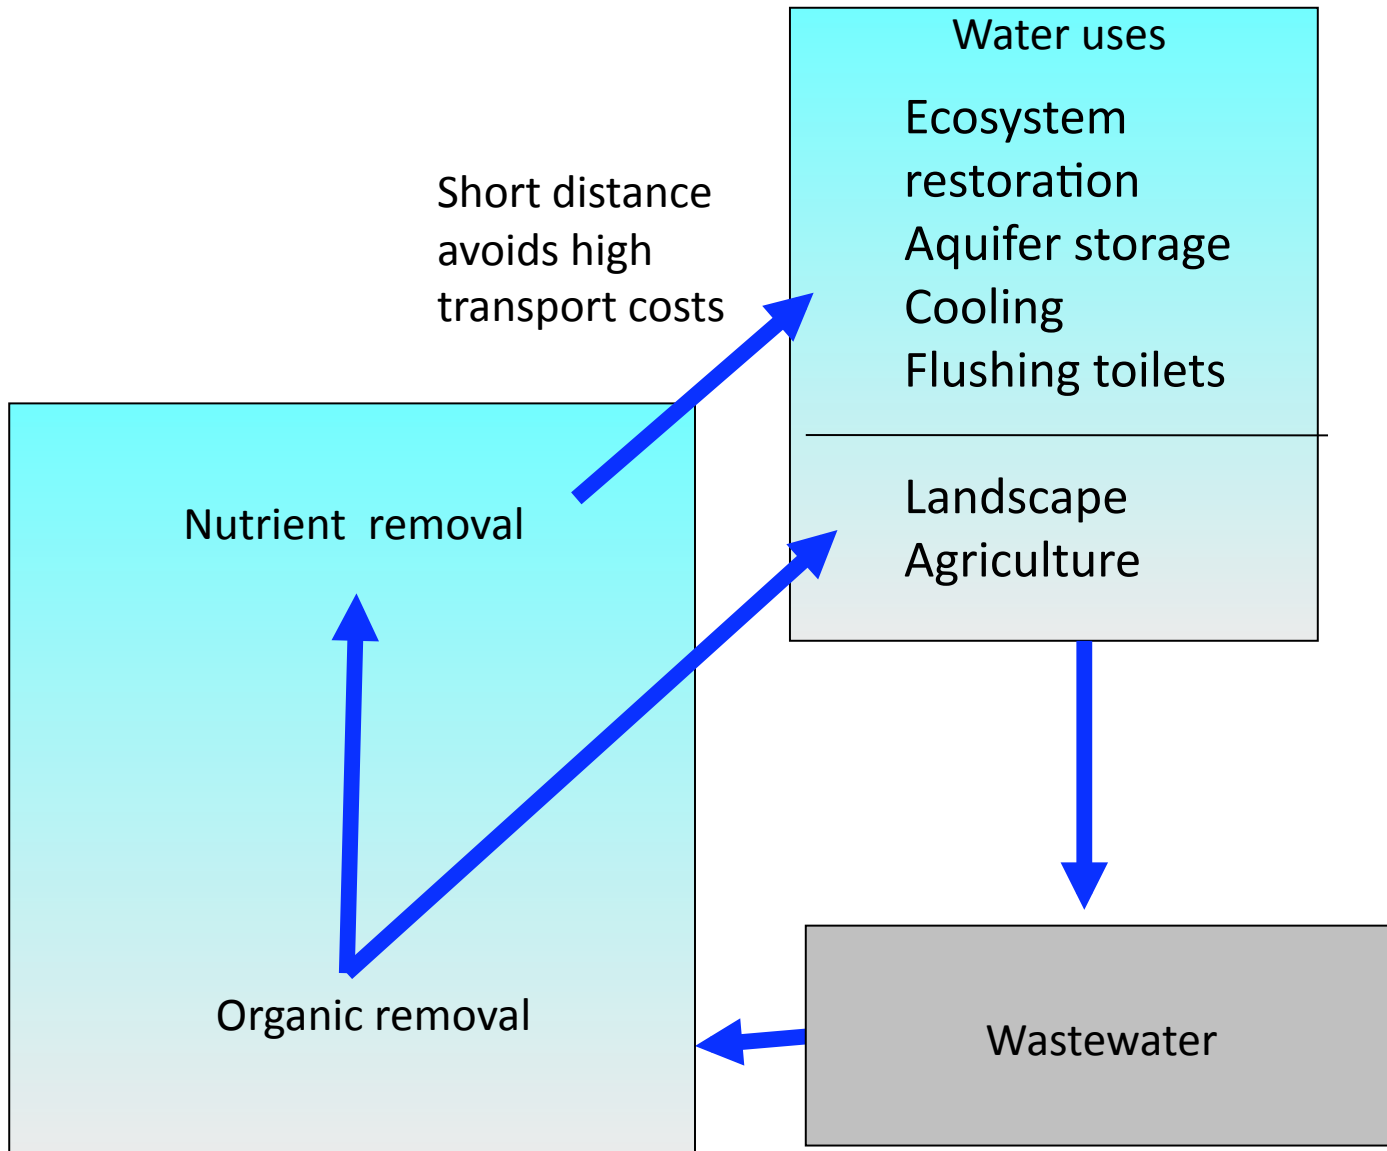 Water uses
Ecosystem
restoration
Aquifer storage
Cooling
Flushing toilets
Landscape
Agriculture
Short distance
avoids high
transport costs
Nutrient  removal
Organic removal
Wastewater